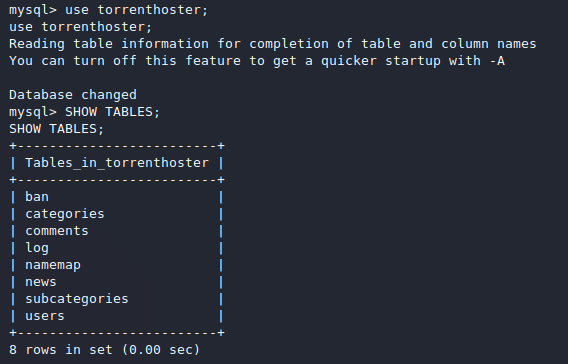 mysql> use torrenthoster;
use torrenthoster;
Reading table information for completion of table and column names
You can turn off this feature to get a quicker startup with -A

Database changed
mysql> SHOW TABLES;
SHOW TABLES;
+-------------------------+
| Tables_in_torrenthoster |
+-------------------------+
| ban                     |
| categories              |
| comments                |
| log                     |
| namemap                 |
| news                    |
| subcategories           |
| users                   |
+-------------------------+
8 rows in set (0.00 sec)